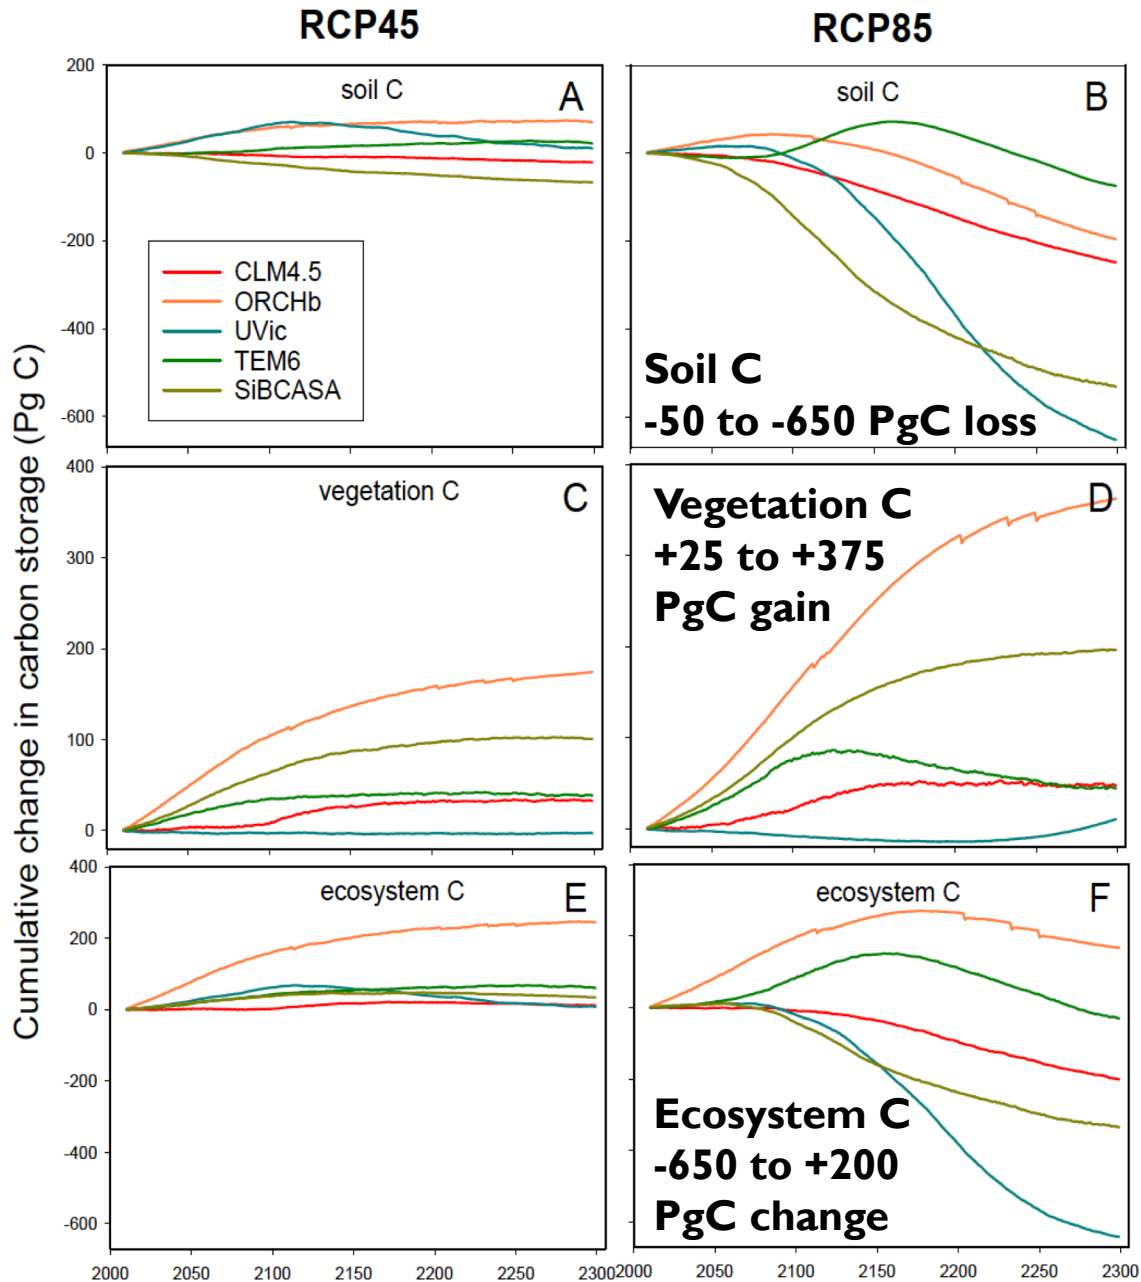 RCP45
RCP85
Cumulative change in carbon storage (Pg C)
200
0
-200
-400
-600
soil C
A
CLM4.5
ORCHb
UVic
TEM6
SiBCASA
soil C
B
Soil C
-50 to -650 PgC loss
400
300
200
100
0
vegetation C
C
D
Vegetation C
+25 to +375
PgC gain
400
200
0
-200
-400
-600
ecosystem C
E
ecosystem C
F
Ecosystem C
-650 to +200
PgC change
2000 2050 2100 2150 2200 2250 2300
2000 2050 2100 2150 2200 2250 2300